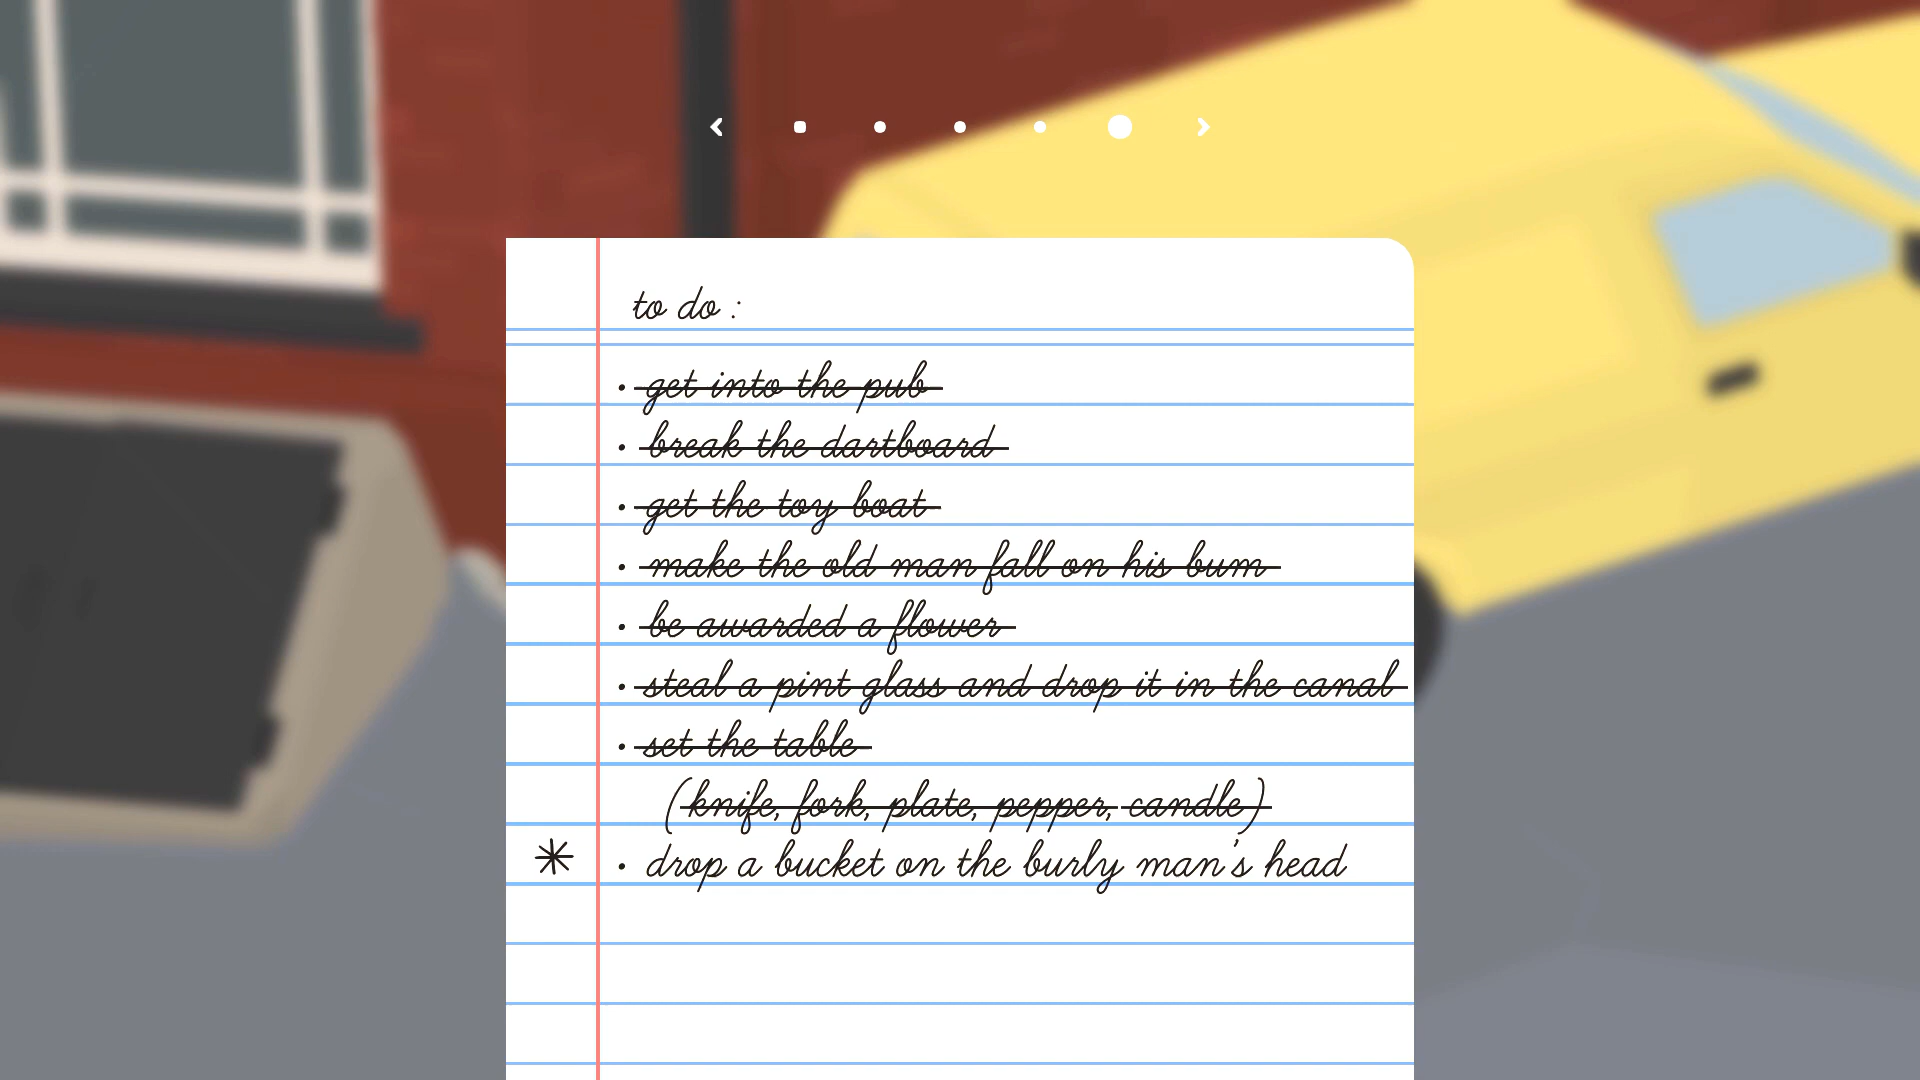 to do :
• get into the pub
• break the dartboard
• get the toy boat
• make the old man fall on his bum
• be awarded a flower
• steal a pint glass and drop it in the canal
• set the table
(knife, fork, plate, pepper, candle)
* • drop a bucket on the burly man's head